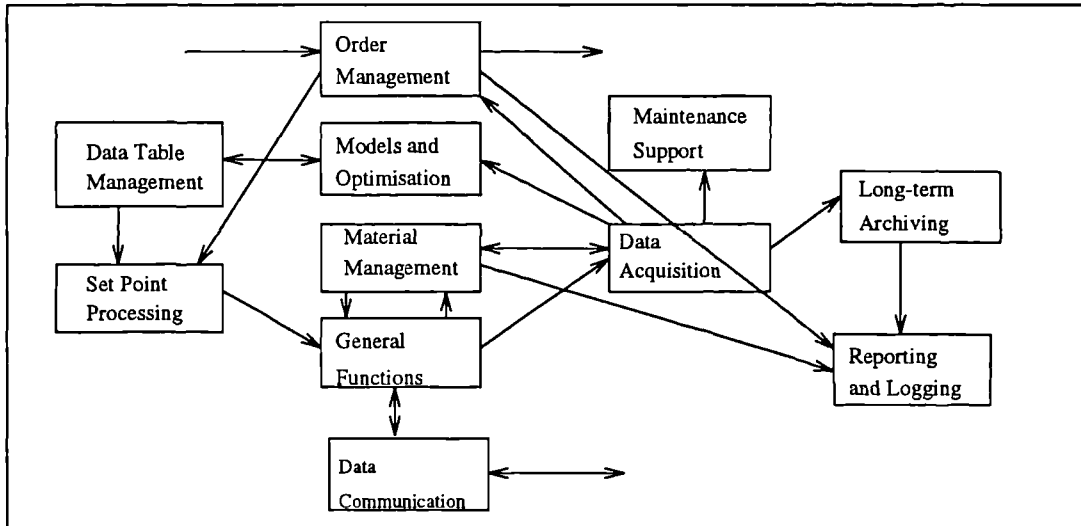 Order
Management
Maintenance
Support
Data Table
Management
Models and
Optimisation
Long-term
Archiving
Material
Management
Data
Acquisition
Set Point
Processing
General
Functions
Reporting
and Logging
Data
Communication